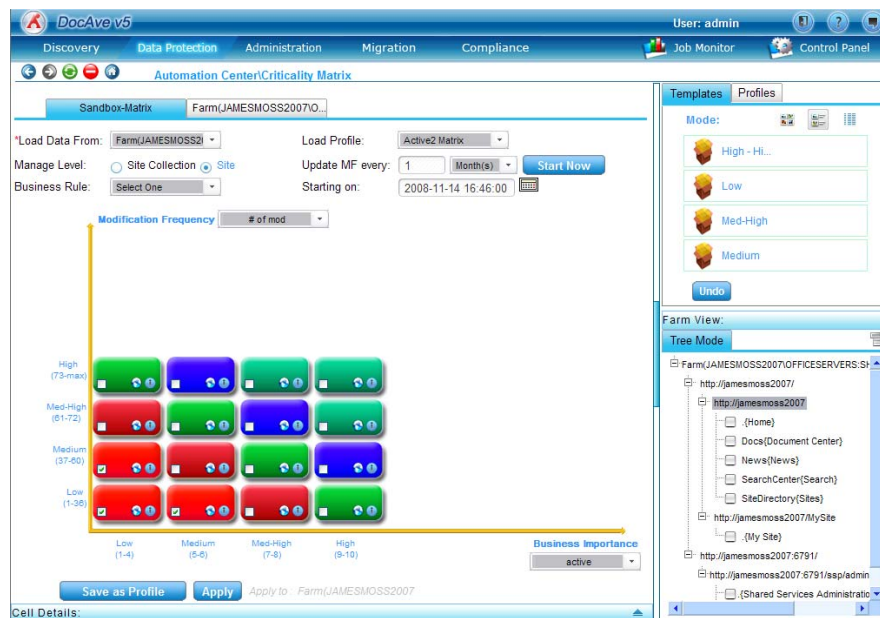 DocAve v5
User: admin
Discovery Data Protection Administration Migration Compliance Job Monitor Control Panel
Automation Center\Criticality Matrix
Sandbox-Matrix Farm(JAMESMOSS2007\O...
*Load Data From: Farm(JAMESMOSS2( Load Profile: Active2 Matrix
Manage Level: Site Collection Site Update MF every: 1 Month(s) Start Now
Business Rule: Select One Starting on: 2008-11-14 16:46:00
Modification Frequency # of mod
High
(73-max)
Med-High
(61-72)
Medium
(37-60)
Low
(1-36)
Low
(1-4)
Medium
(5-6)
Med-High
(7-8)
High
(9-10)
Business Importance
active
Save as Profile Apply Apply to : Farm(JAMESMOSS2007
Cell Details:
Templates Profiles
Mode:
High - Hi...
Low
Med-High
Medium
Undo
Farm View:
Tree Mode
Farm(JAMESMOSS2007\OFFICESERVERS:SH
http://jamesmoss2007/
http://jamesmoss2007
.{Home}
Docs{Document Center}
News{News}
SearchCenter{Search}
SiteDirectory{Sites}
http://jamesmoss2007/MySite
.{My Site}
http://jamesmoss2007:6791/
http://jamesmoss2007:6791/ssp/admin
.{Shared Services Administratio